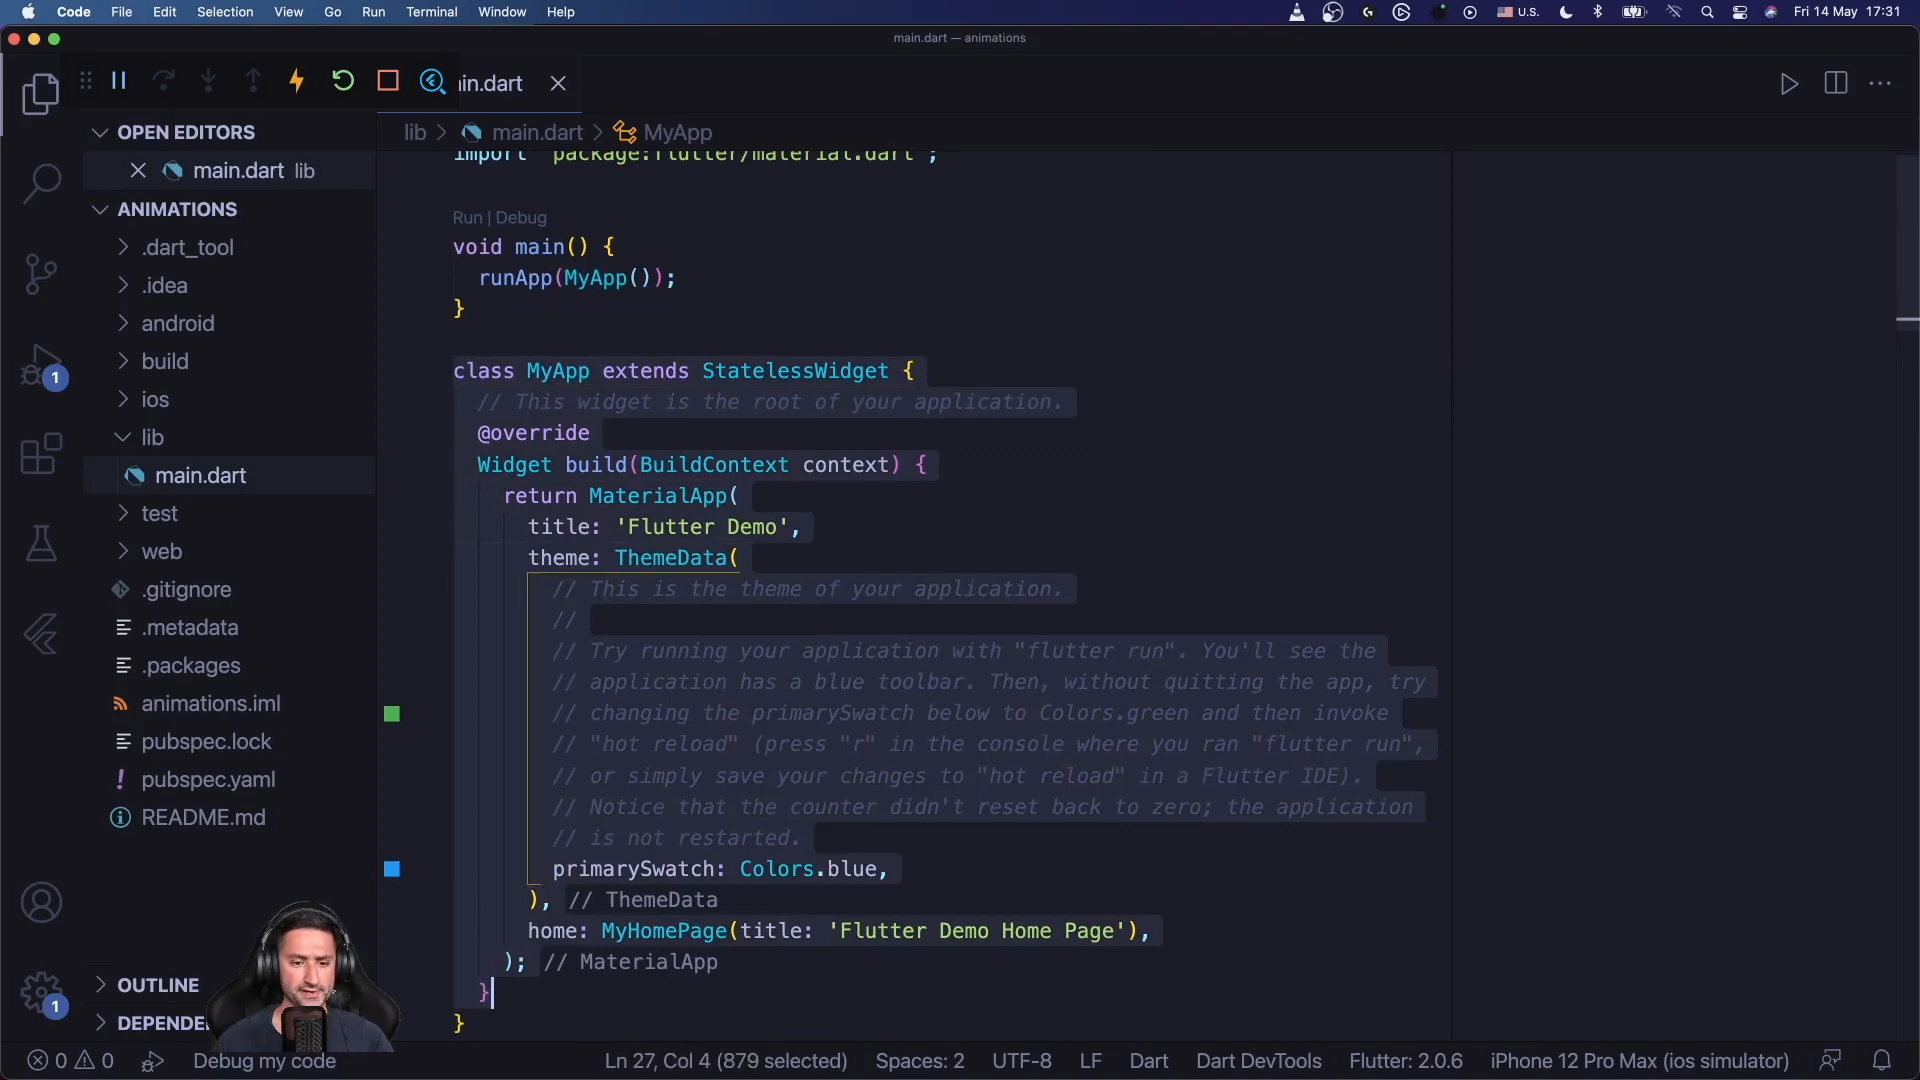 Code File Edit Selection View Go Run Terminal Window Help U.S. Fri 14 May 17:31
main.dart — animations
in.dart
OPEN EDITORS
main.dart lib
ANIMATIONS
.dart_tool
.idea
android
build
ios
lib
main.dart
test
web
.gitignore
.metadata
.packages
animations.iml
pubspec.lock
pubspec.yaml
README.md
OUTLINE
1
1
lib > main.dart > MyApp
import 'package:flutter/material.dart';
Run | Debug
void main() {
runApp(MyApp());
}
class MyApp extends StatelessWidget {
// This widget is the root of your application.
@override
Widget build(BuildContext context) {
return MaterialApp(
title: 'Flutter Demo',
theme: ThemeData(
// This is the theme of your application.
//
// Try running your application with "flutter run". You'll see the
// application has a blue toolbar. Then, without quitting the app, try
// changing the primarySwatch below to Colors.green and then invoke
// "hot reload" (press "r" in the console where you ran "flutter run",
// or simply save your changes to "hot reload" in a Flutter IDE).
// Notice that the counter didn't reset back to zero; the application
// is not restarted.
primarySwatch: Colors.blue,
), // ThemeData
home: MyHomePage(title: 'Flutter Demo Home Page'),
); // MaterialApp
}
}
0 0 Debug my code Ln 27, Col 4 (879 selected) Spaces: 2 UTF-8 LF Dart Dart DevTools Flutter: 2.0.6 iPhone 12 Pro Max (ios simulator)